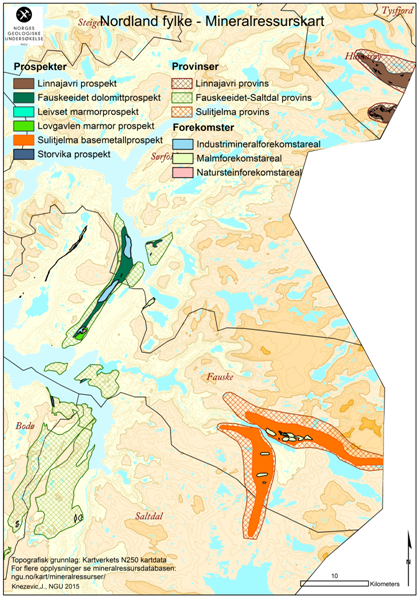 Nordland fylke - Mineralressurskart
NORGES
GEOLOGISKE
UNDERSØKELSE
Steigen
Tysfjord
Hamarøy
Prospekter
Linnajavri prospekt
Fauskeeidet dolomittprospekt
Leivset marmorprospekt
Lovgavlen marmor prospekt
Sulitjelma basemetallprospekt
Storvika prospekt
Provinser
Linnajavri provins
Fauskeeidet-Saltdal provins
Sulitjelma provins
Forekomster
Industrimineralforekomstareal
Malmforekomstareal
Natursteinforekomstareal
Sørfold
Fauske
Bodø
Saltdal
Topografisk grunnlag: Kartverkets N250 kartdata
For flere opplysninger se mineralressursdatabasen:
ngu.no/kart/mineralressurser/
Knezevic,J., NGU 2015
10
Kilometers
N